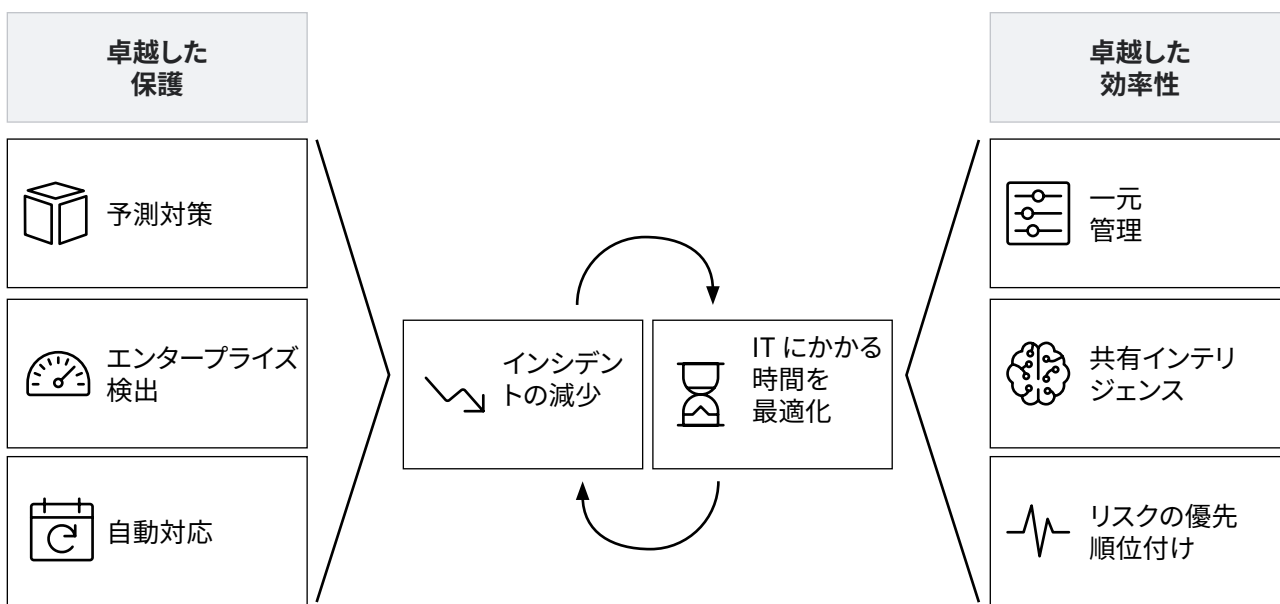 卓越した
保護
予測対策
エンタープライズ
検出
自動対応
インシデン
トの減少
IT にかかる
時間を
最適化
卓越した
効率性
一元
管理
共有インテリ
ジェンス
リスクの優先
順位付け